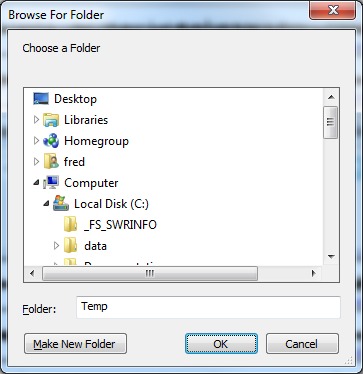 Browse For Folder
Choose a Folder
Desktop
Libraries
Homegroup
fred
Computer
Local Disk (C:)
_FS_SWRINFO
data
Folder: Temp
Make New Folder OK Cancel